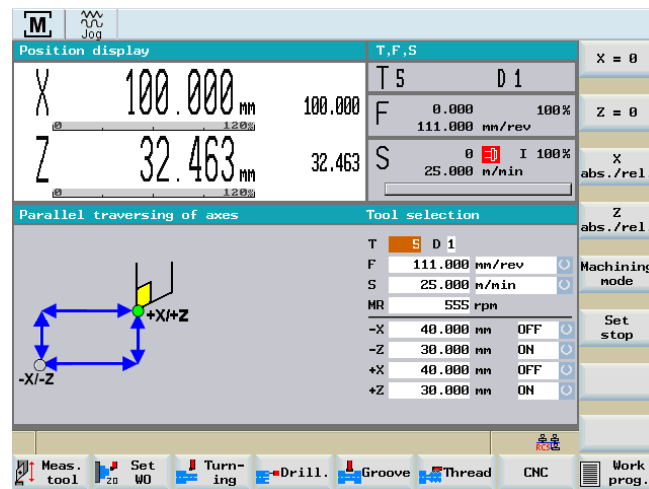 M
Jog
Position display
T,F,S
X = 0
X 100.000 mm 100.000
0 120%
T 5 D 1
F 0.000 100%
111.000 mm/rev
Z = 0
Z 32.463 mm 32.463
0 120%
S 0 I 100%
25.000 m/min
X
abs./rel
Z
abs./rel
Parallel traversing of axes
Tool selection
T 5 D 1
F 111.000 mm/rev
S 25.000 m/min
MR 555 rpm
-X 40.000 mm OFF
-Z 30.000 mm ON
+X 40.000 mm OFF
+Z 30.000 mm ON
+X/+Z
-X/-Z
Machining
mode
Set
stop
RCS
Meas.
tool
Z0
Set
WO
Turn-
ing
Drill.
Groove
Thread
CNC
Work
prog.